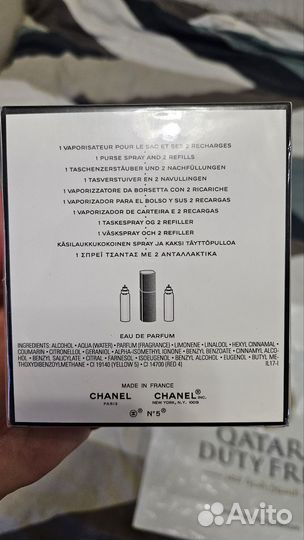 1 VAPORISATEUR POUR LE SAC ET SES 2 RECHARGES
1 PURSE SPRAY AND 2 REFILLS
1 TASCHENZERSTÄUBER UND 2 NACHFÜLLUNGEN
1 TASVERSTUIVER EN 2 NAVULLINGEN
1 VAPORIZZATORE DA BORSETTA CON 2 RICARICHE
1 VAPORIZADOR PARA EL BOLSO Y SUS 2 RECARGAS
1 VAPORIZADOR DE CARTEIRA E 2 RECARGAS
1 TASKESPRAY OG 2 REFILLER
1 VÄSKSPRAY OCH 2 REFILLER
KÄSILAUKKUKOKOINEN SPRAY JA KAKSI TÄYTTÖPULLOA
1 ΣΠΡΕΪ ΤΣΑΝΤΑΣ ΜΕ 2 ΑΝΤΑΛΛΑΚΤΙΚΑ
EAU DE PARFUM
INGREDIENTS: ALCOHOL • AQUA (WATER) • PARFUM (FRAGRANCE) • LIMONENE • LINALOOL • HEXYL CINNAMAL
• COUMARIN • CITRONELLOL • GERANIOL • ALPHA-ISOMETHYL IONONE • BENZYL BENZOATE • CINNAMYL ALCO-
HOL • BENZYL SALICYLATE • CITRAL • FARNESOL • ISOEUGENOL • BENZYL ALCOHOL • EUGENOL • BUTYL ME-
THOXYDIBENZOYLMETHANE • CI 19140 (YELLOW 5) • CI 14700 (RED 4) IL17-1
MADE IN FRANCE
CHANEL CHANEL INC.
PARIS NEW YORK, N.Y. 10019
N°5
QATAR
DUTY FRE
Avito